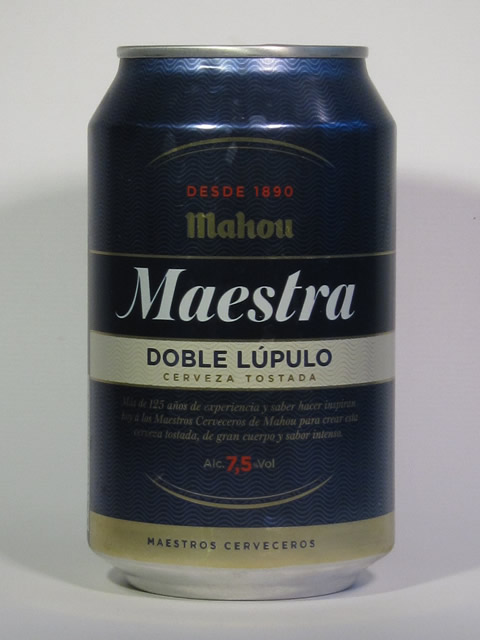 DESDE 1890
Mahou
Maestra
DOBLE LÚPULO
CERVEZA TOSTADA
Más de 125 años de experiencia y saber hacer inspiran
hoy a los Maestros Cerveceros de Mahou para crear esta
cerveza tostada, de gran cuerpo y sabor intenso.
Alc. 7,5 %Vol
MAESTROS CERVECEROS